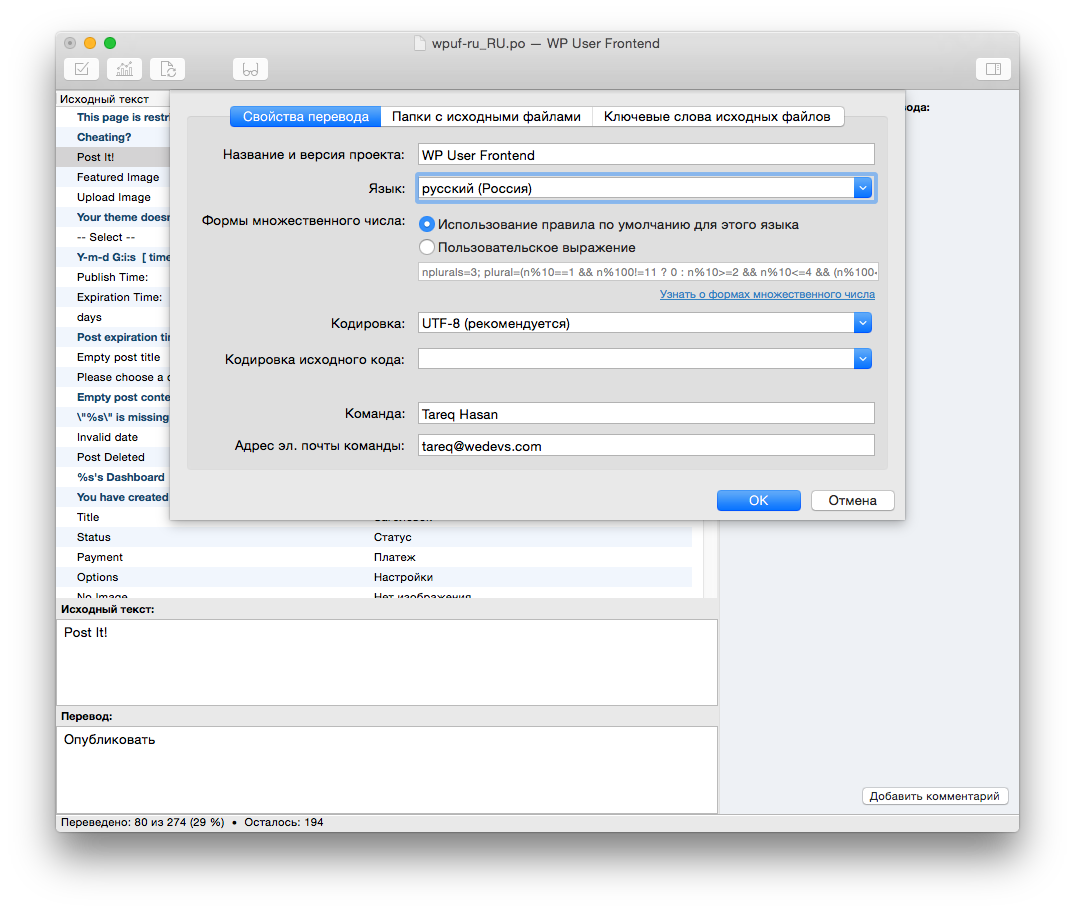 wpuf-ru_RU.po — WP User Frontend
Исходный текст
This page is restr
Cheating?
Post It!
Featured Image
Upload Image
Your theme doesn
-- Select --
Y-m-d G:i:s [ time
Publish Time:
Expiration Time:
days
Post expiration tir
Empty post title
Please choose a c
Empty post conte
\"%s\" is missing
Invalid date
Post Deleted
%s's Dashboard
You have created
Title
Status Статус
Payment Платеж
Options Настройки
No Image Нет изображения
вода:
Свойства перевода Папки с исходными файлами Ключевые слова исходных файлов
Название и версия проекта: WP User Frontend
Язык: русский (Россия)
Формы множественного числа: Использование правила по умолчанию для этого языка
Пользовательское выражение
nplurals=3; plural=(n%10==1 && n%100!=11 ? 0 : n%10>=2 && n%10<=4 && (n%100<
Узнать о формах множественного числа
Кодировка: UTF-8 (рекомендуется)
Кодировка исходного кода:
Команда: Tareq Hasan
Адрес эл. почты команды: tareq@wedevs.com
OK Отмена
Исходный текст:
Post It!
Перевод:
Опубликовать
Добавить комментарий
Переведено: 80 из 274 (29 %) • Осталось: 194